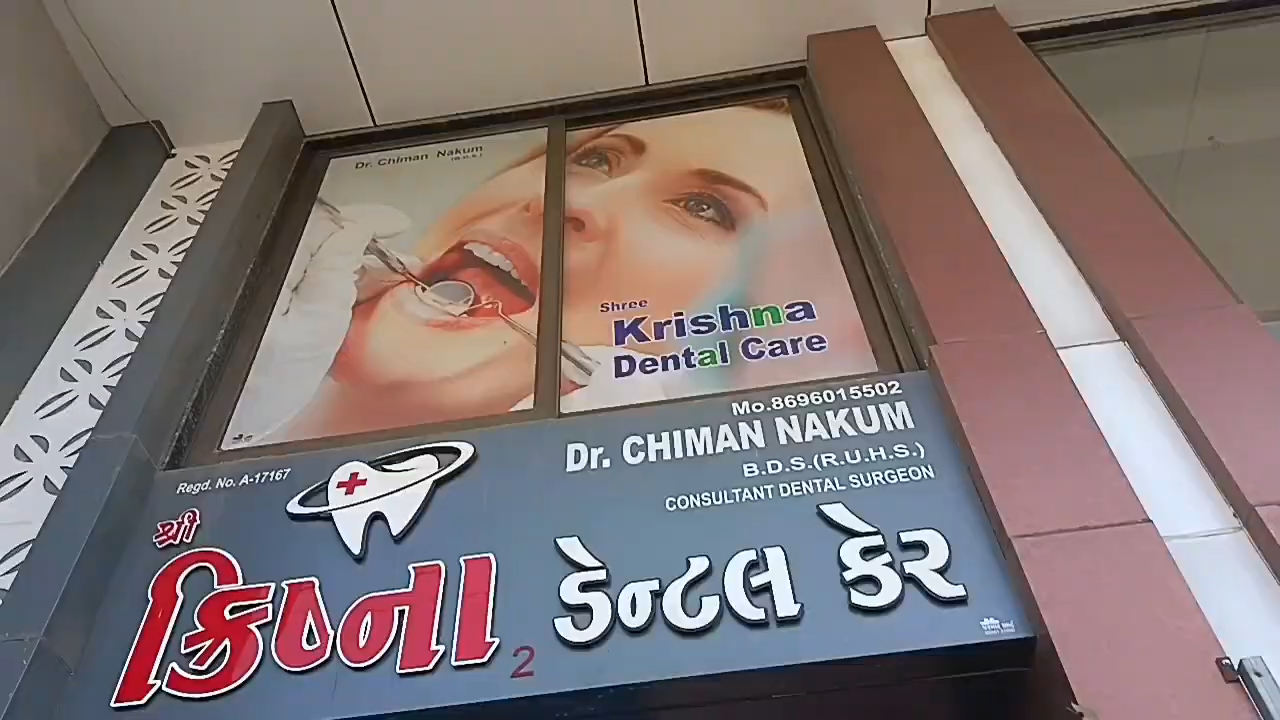 Dr. Chiman Nakum
(R.U.H.S.)
Shree
Krishna
Dental Care
Mo.8696015502
Dr. CHIMAN NAKUM
B.D.S.(R.U.H.S.)
CONSULTANT DENTAL SURGEON
Regd. No. A-17167
શ્રી
ક્રિષ્ના ડેન્ટલ કેર
2